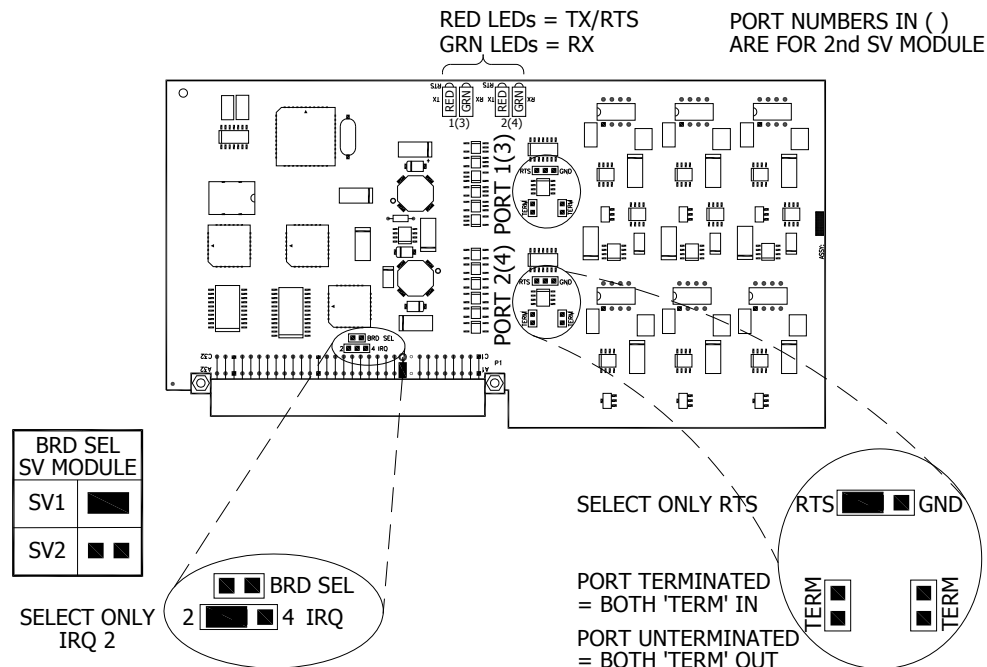 RED LEDs = TX/RTS
GRN LEDs = RX
PORT NUMBERS IN ( )
ARE FOR 2nd SV MODULE
RTS
RTS
TX
RED
GRN
RX
TX
RED
GRN
RX
1(3)
2(4)
PORT 1(3)
RTS
GND
TERM
TERM
PORT 2(4)
RTS
GND
TERM
TERM
ASSY:
BRD SEL
2
4 IRQ
C32
A32
C1
A1
P1
BRD SEL
SV MODULE
SV1
SV2
SELECT ONLY
IRQ 2
BRD SEL
2
4 IRQ
SELECT ONLY RTS
RTS
GND
PORT TERMINATED
= BOTH 'TERM' IN
PORT UNTERMINATED
= BOTH 'TERM' OUT
TERM
TERM